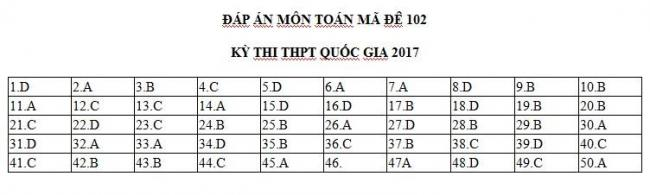 ĐÁP ÁN MÔN TOÁN MÃ ĐỀ 102
KỲ THI THPT QUỐC GIA 2017
1.D 2.A 3.B 4.C 5.D 6.A 7.A 8.D 9.B 10.B
11.A 12.C 13.C 14.A 15.D 16.D 17.B 18.D 19.B 20.B
21.C 22.D 23.C 24.B 25.B 26.A 27.D 28.B 29.B 30.A
31.D 32.A 33.A 34.D 35.B 36.C 37.B 38.C 39.D 40.C
41.C 42.B 43.B 44.C 45.A 46. 47A 48.D 49.C 50.A